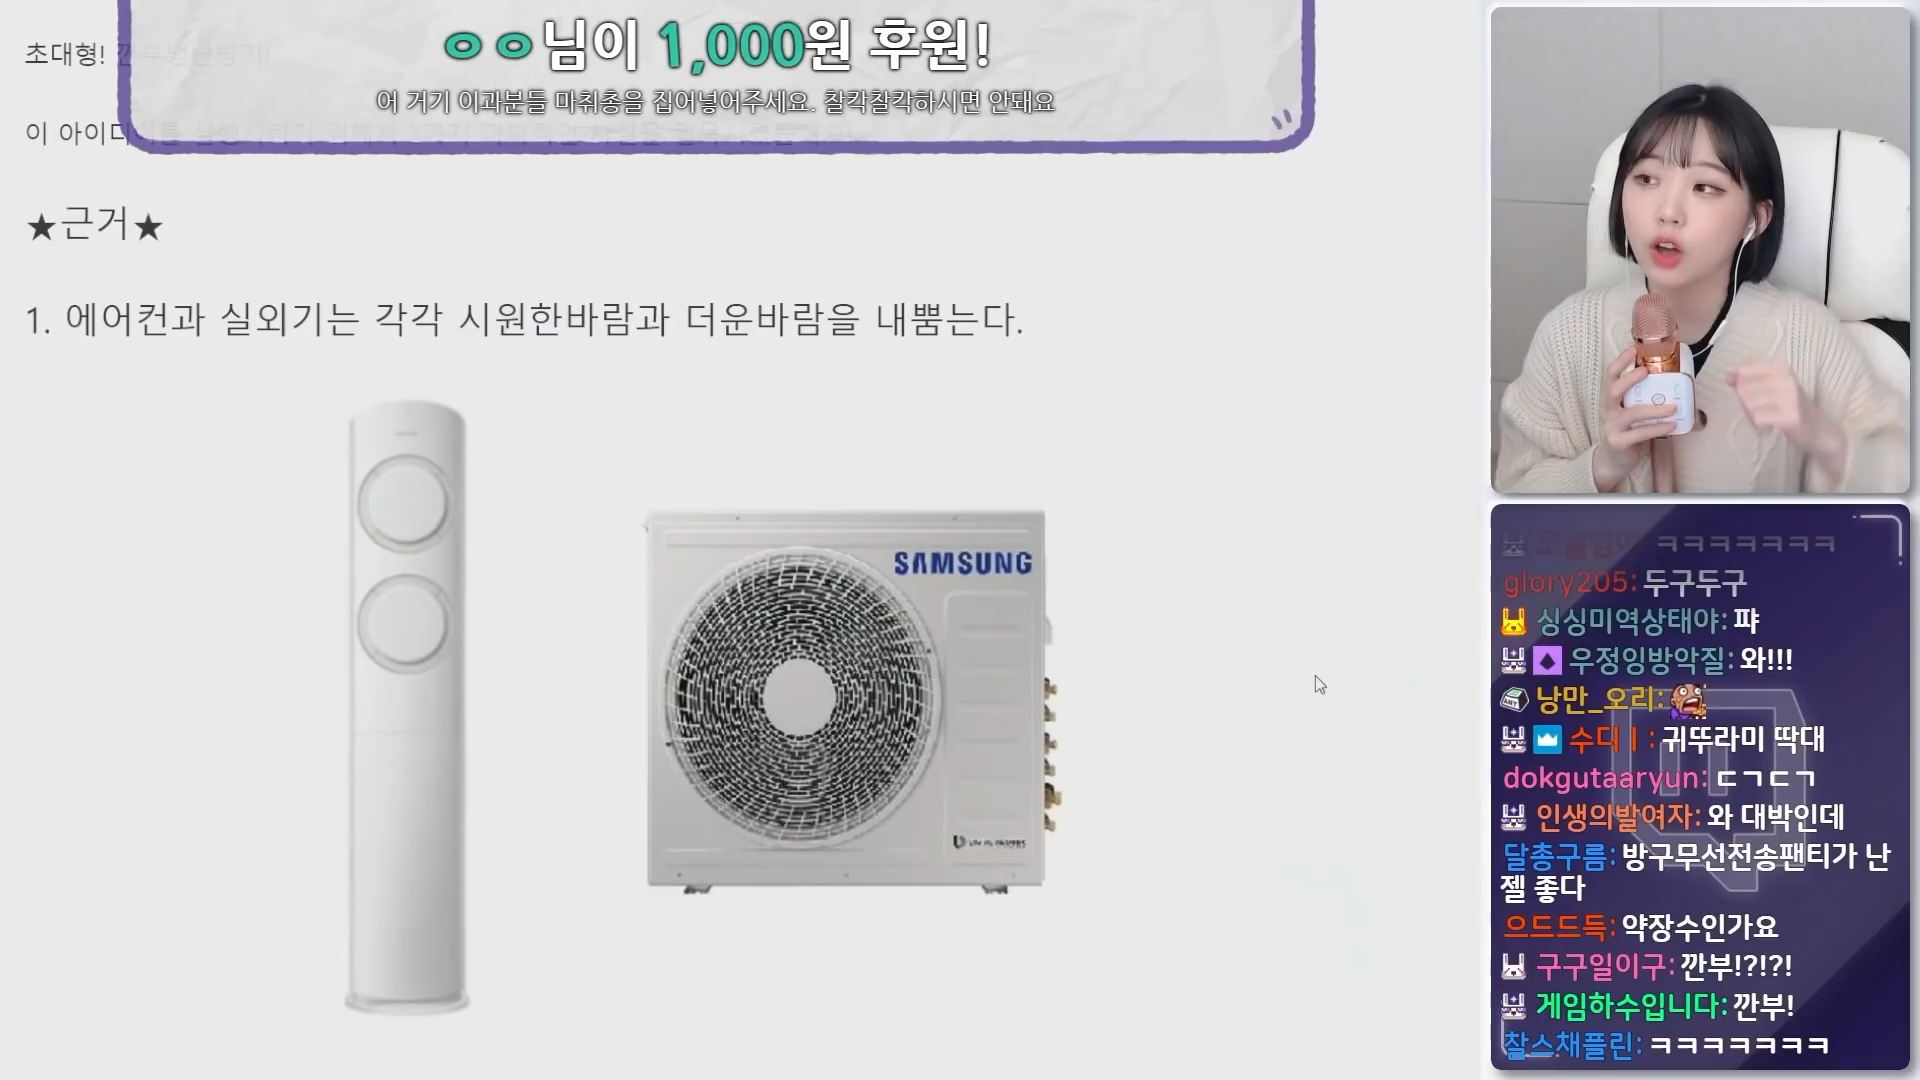 ㅇㅇ님이 1,000원 후원!
어 거기 이과분들 마취총을 집어넣어주세요. 찰칵찰칵하시면 안돼요
초대형! 깐부냉난방기!
이 아이디어를
★근거★
1. 에어컨과 실외기는 각각 시원한바람과 더운바람을 내뿜는다.
SAMSUNG
ㅋㅋㅋㅋㅋㅋㅋ
glory205: 두구두구
싱싱미역상태야: 퍄
우정잉방악질: 와!!!
낭만_오리:
수디ㅣ: 귀뚜라미 딱대
dokgutaaryun: ㄷㄱㄷㄱ
인생의발여자: 와 대박인데
달총구름: 방구무선전송팬티가 난
젤 좋다
으드드득: 약장수인가요
구구일이구: 깐부!?!?!
게임하수입니다: 깐부!
찰스채플린: ㅋㅋㅋㅋㅋㅋㅋ